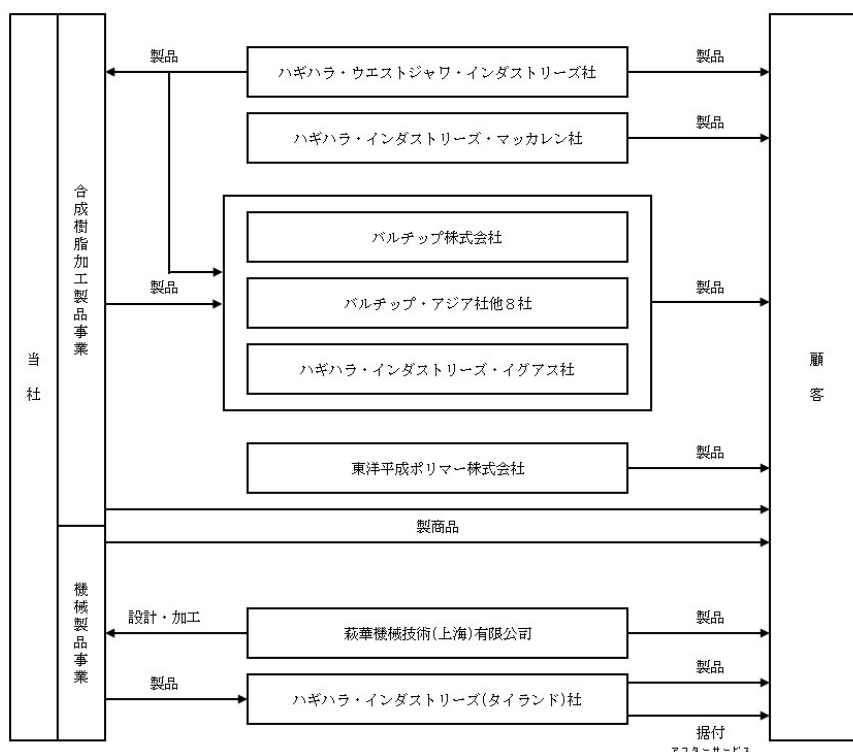 製品
ハギハラ・ウエストジャワ・インダストリーズ社
製品
ハギハラ・インダストリーズ・マッカレン社
製品
合成樹脂加工製品事業
バルチップ株式会社
製品
バルチップ・アジア社他8社
製品
ハギハラ・インダストリーズ・イグアス社
当社
顧客
東洋平成ポリマー株式会社
製品
製商品
機械製品事業
設計・加工
萩華機械技術(上海)有限公司
製品
製品
ハギハラ・インダストリーズ(タイランド)社
製品
据付
アフターサービス